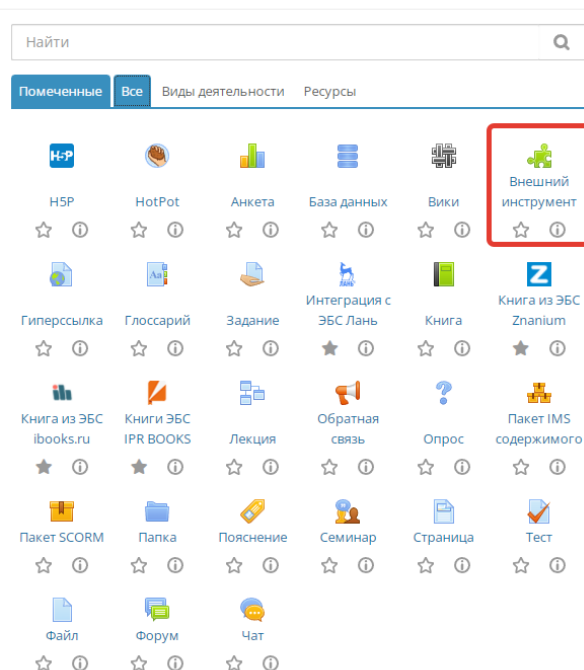 Найти
Помеченные Все Виды деятельности Ресурсы
H5P HotPot Анкета База данных Вики Внешний инструмент
Гиперссылка Глоссарий Задание Интеграция с ЭБС Лань Книга Книга из ЭБС Znanium
Книга из ЭБС ibooks.ru Книги ЭБС IPR BOOKS Лекция Обратная связь Опрос Пакет IMS содержимого
Пакет SCORM Папка Пояснение Семинар Страница Тест
Файл Форум Чат